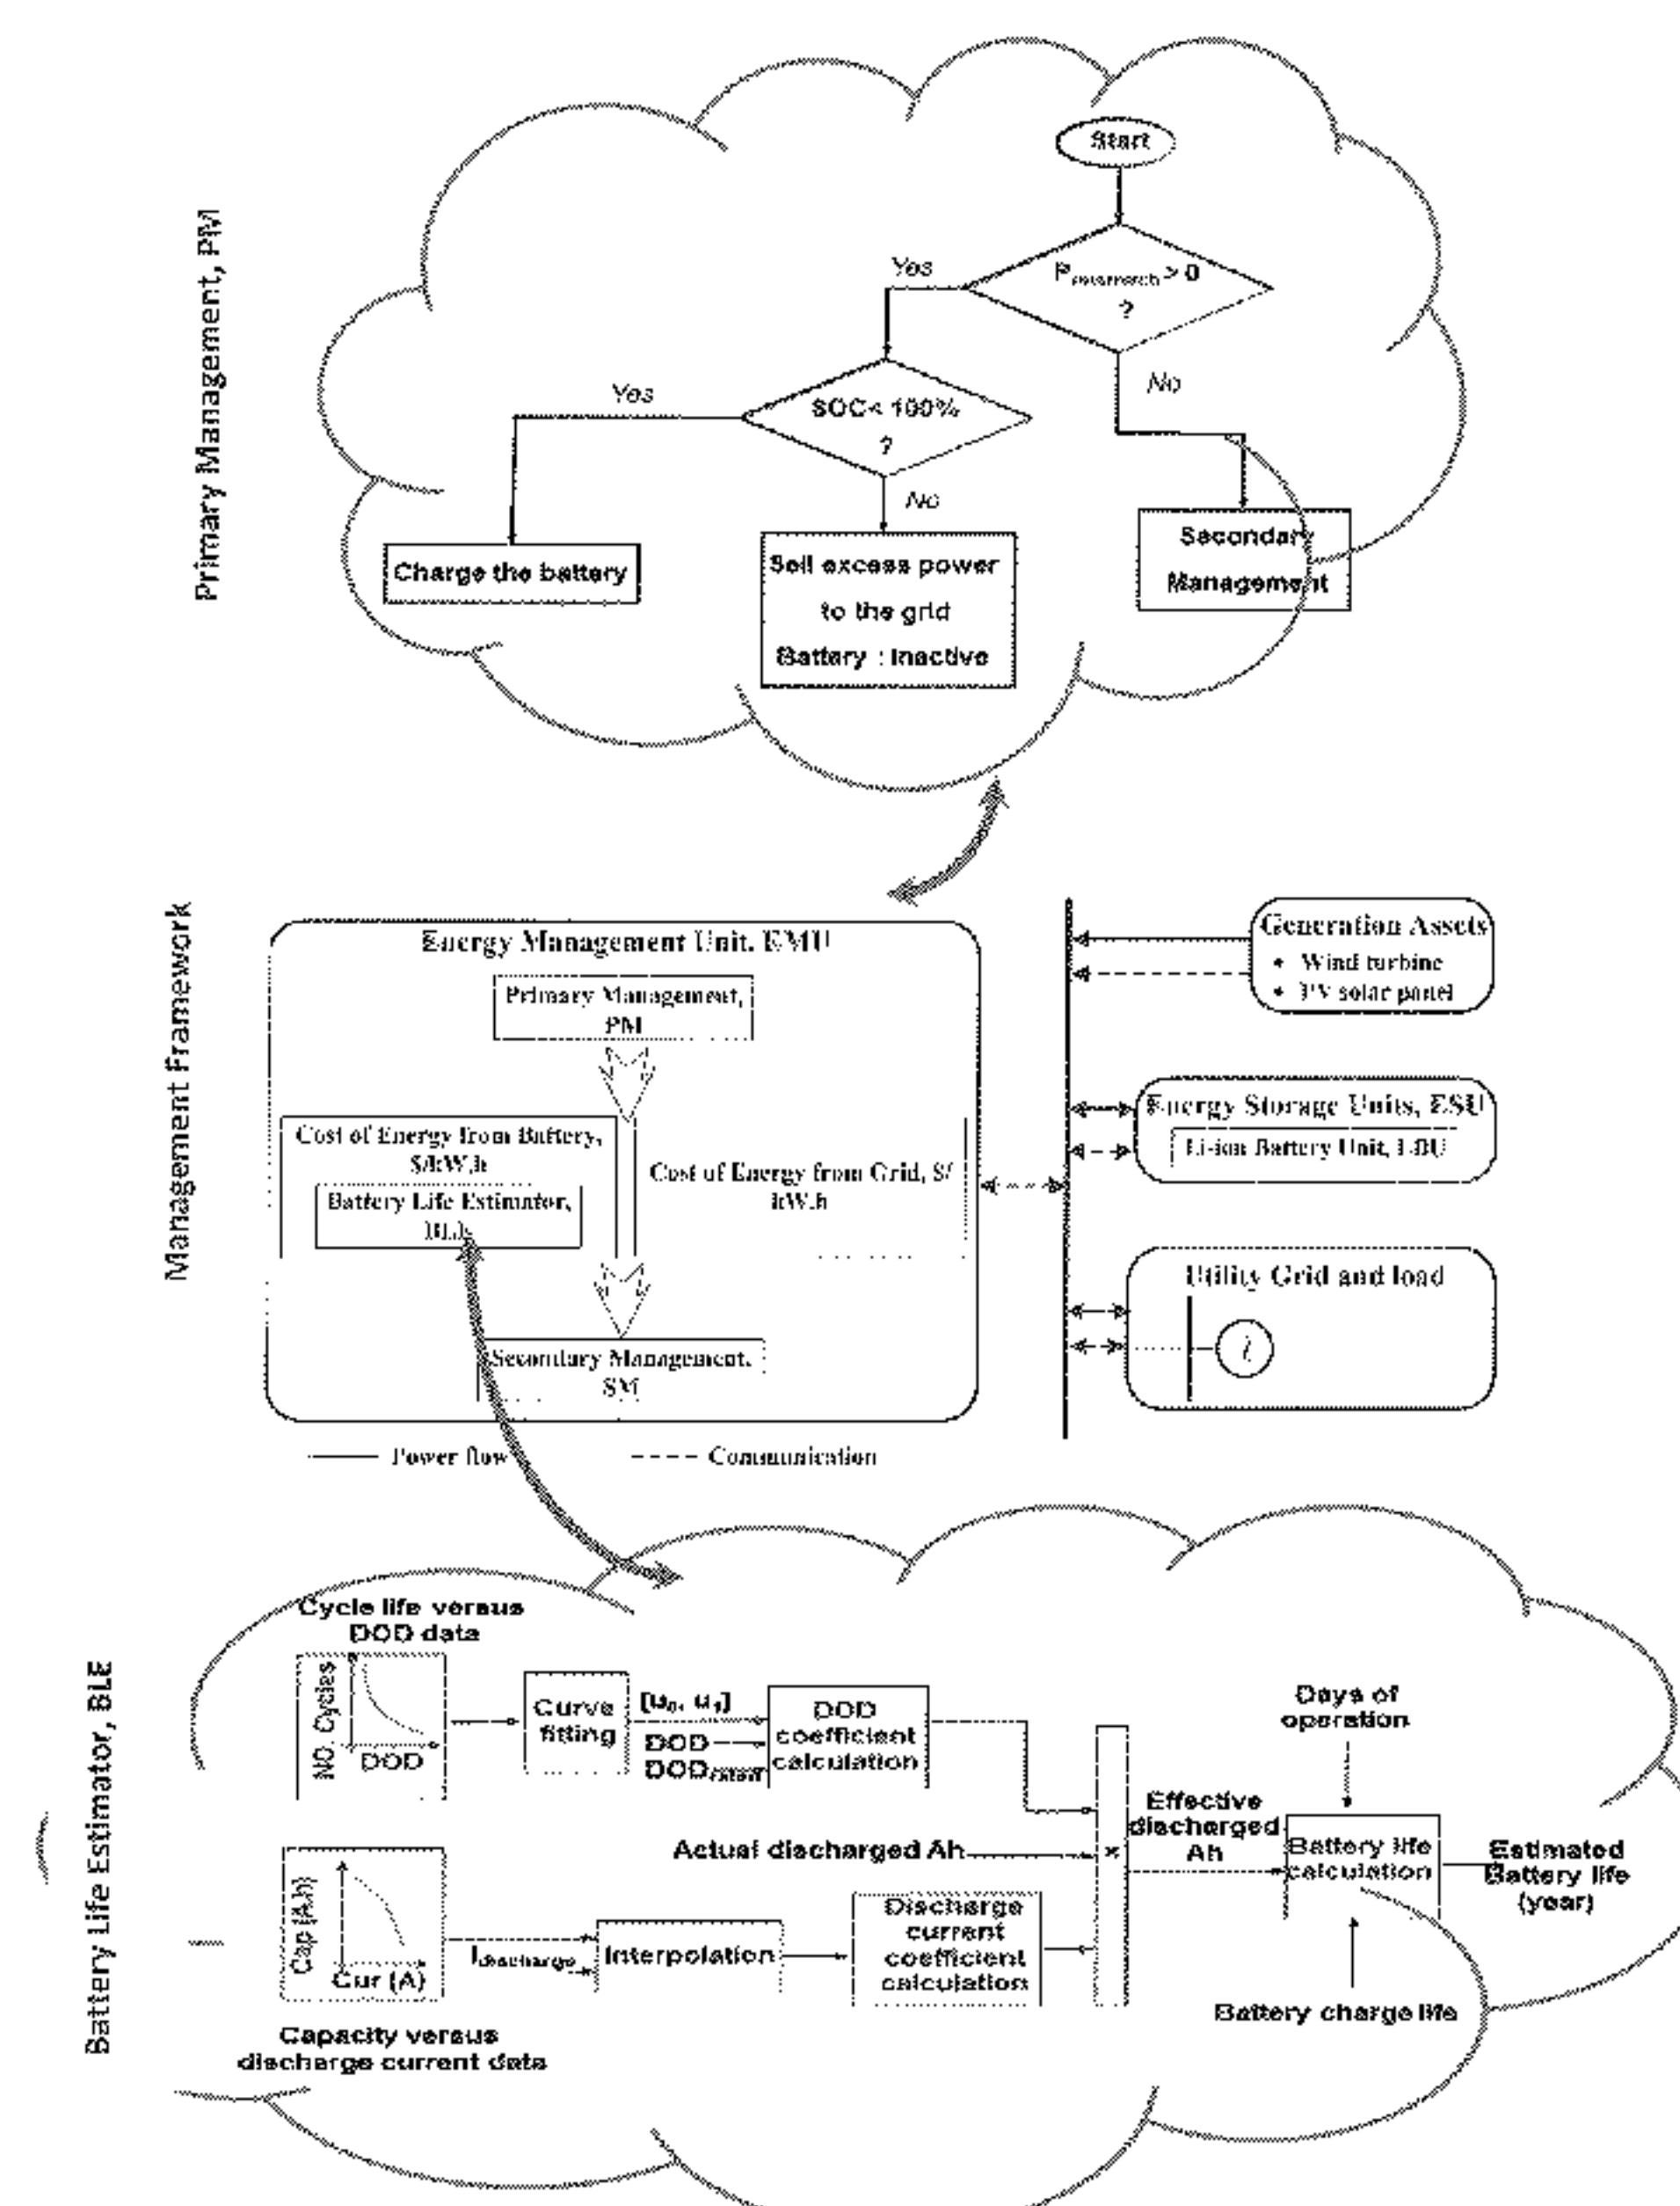 Primary Management, PM
Start
P mismatch > 0
?
Yes
No
SOC< 100%
?
Yes
No
Charge the battery
Sell excess power
to the grid
Battery : Inactive
Secondary
Management
Management Framework
Energy Management Unit, EMU
Primary Management,
PM
Cost of Energy from Battery,
$/kW.h
Battery Life Estimator,
BLE
Cost of Energy from Grid, $/
kW.h
Secondary Management,
SM
Power flow
Communication
Generation Assets
• Wind turbine
• PV solar panel
Energy Storage Units, ESU
Li-ion Battery Unit, LBU
Utility Grid and load
Battery Life Estimator, BLE
Cycle life versus
DOD data
NO. Cycles
DOD
Curve
fitting
[u0, u1]
DOD
DOD
DOD
coefficient
calculation
Actual discharged Ah
×
Effective
discharged
Ah
Days of
operation
Battery life
calculation
Estimated
Battery life
(year)
Battery charge life
Cap (A.h)
Cur (A)
Idischarge
Interpolation
Discharge
current
coefficient
calculation
Capacity versus
discharge current data